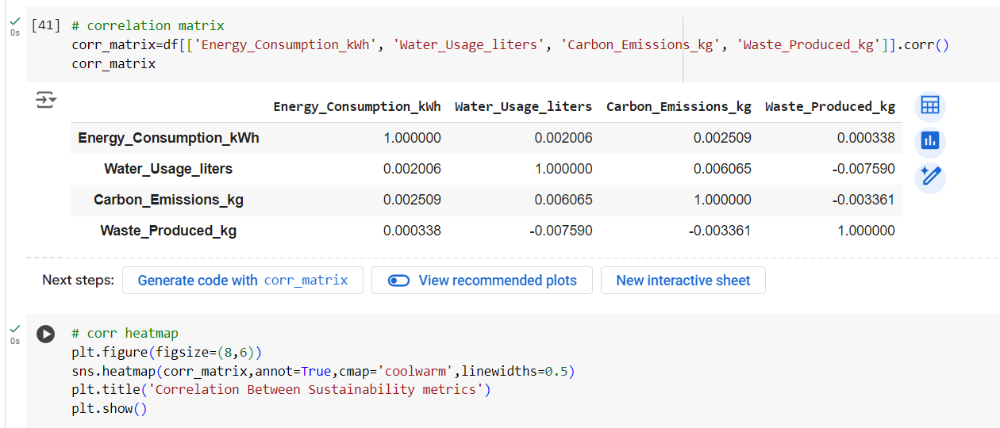 [41] # correlation matrix
0s
corr_matrix=df[['Energy_Consumption_kWh', 'Water_Usage_liters', 'Carbon_Emissions_kg', 'Waste_Produced_kg']].corr()
corr_matrix
Energy_Consumption_kWh Water_Usage_liters Carbon_Emissions_kg Waste_Produced_kg
Energy_Consumption_kWh 1.000000 0.002006 0.002509 0.000338
Water_Usage_liters 0.002006 1.000000 0.006065 -0.007590
Carbon_Emissions_kg 0.002509 0.006065 1.000000 -0.003361
Waste_Produced_kg 0.000338 -0.007590 -0.003361 1.000000
Next steps: Generate code with corr_matrix View recommended plots New interactive sheet
# corr heatmap
0s
plt.figure(figsize=(8,6))
sns.heatmap(corr_matrix,annot=True,cmap='coolwarm',linewidths=0.5)
plt.title('Correlation Between Sustainability metrics')
plt.show()